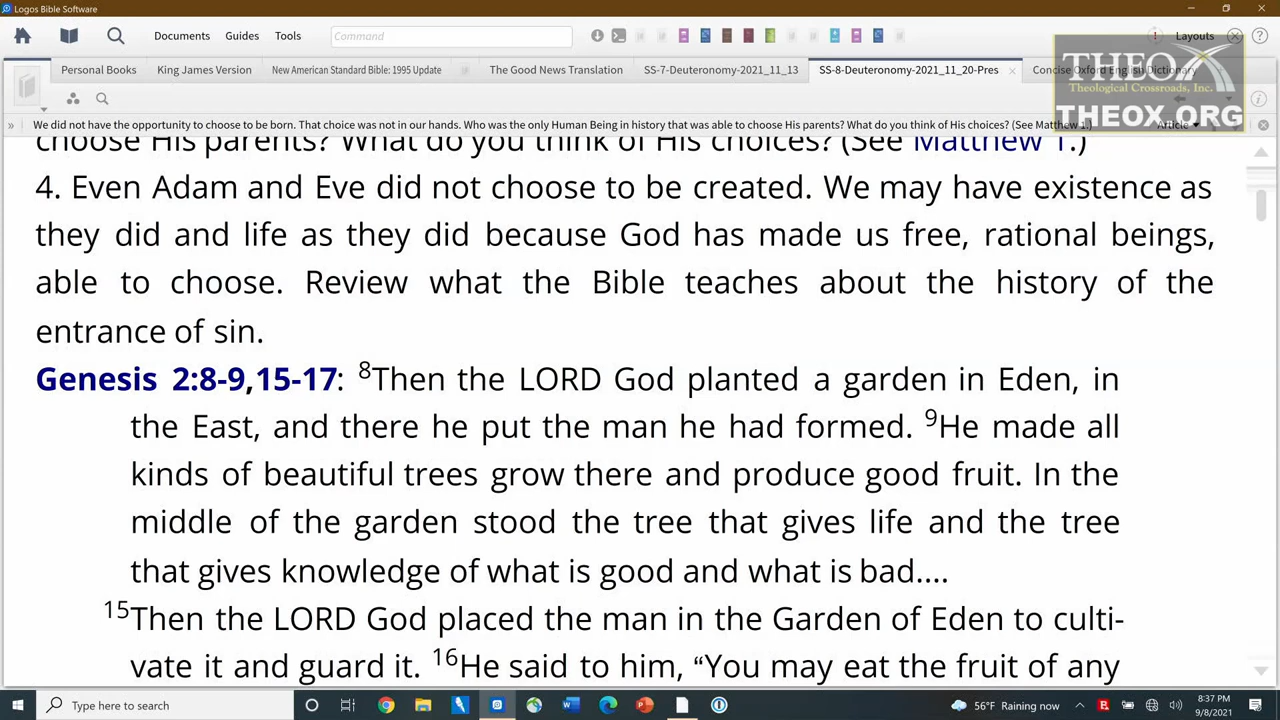 Logos Bible Software
Documents Guides Tools Command Layouts
Personal Books King James Version New American Standard 1995 update The Good News Translation SS-7-Deuteronomy-2021_11_13 SS-8-Deuteronomy-2021_11_20-Pres Concise Oxford English Dictionary
THEOX
Theological Crossroads, Inc.
THEOX.ORG
» We did not have the opportunity to choose to be born. That choice was not in our hands. Who was the only Human Being in history that was able to choose His parents? What do you think of His choices? (See Matthew 1.) Article
choose His parents? What do you think of His choices? (See Matthew 1.)
4. Even Adam and Eve did not choose to be created. We may have existence as
they did and life as they did because God has made us free, rational beings,
able to choose. Review what the Bible teaches about the history of the
entrance of sin.
Genesis 2:8-9,15-17: 8Then the LORD God planted a garden in Eden, in
the East, and there he put the man he had formed. 9He made all
kinds of beautiful trees grow there and produce good fruit. In the
middle of the garden stood the tree that gives life and the tree
that gives knowledge of what is good and what is bad....
15Then the LORD God placed the man in the Garden of Eden to culti-
vate it and guard it. 16He said to him, “You may eat the fruit of any
Type here to search
56°F Raining now
8:37 PM
9/8/2021